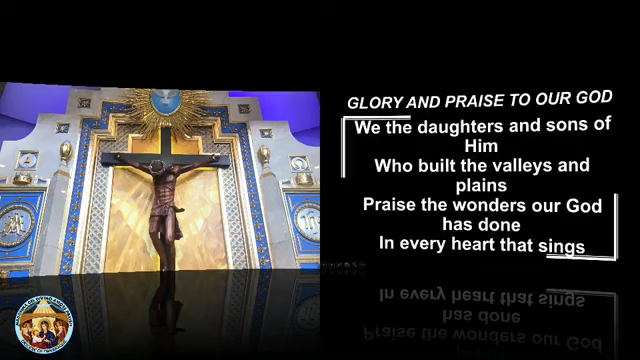 GLORY AND PRAISE TO OUR GOD
We the daughters and sons of
Him
Who built the valleys and
plains
Praise the wonders our God
has done
In every heart that sings